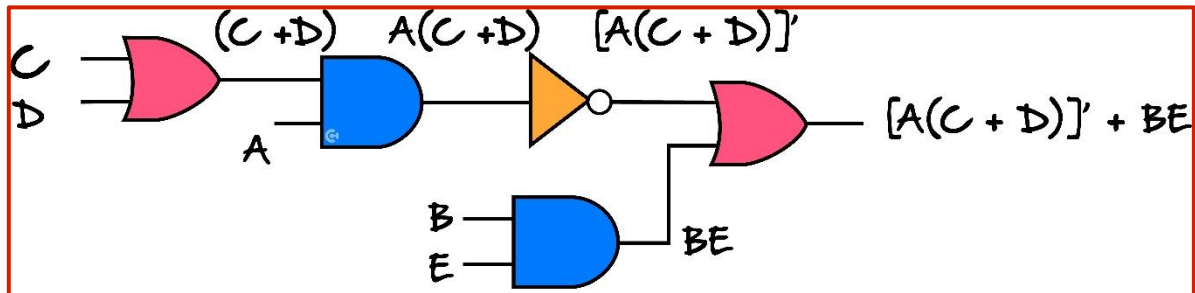 (C + D) A(C + D) [A(C + D)]'
C
D
A
[A(C + D)]' + BE
B
E
BE